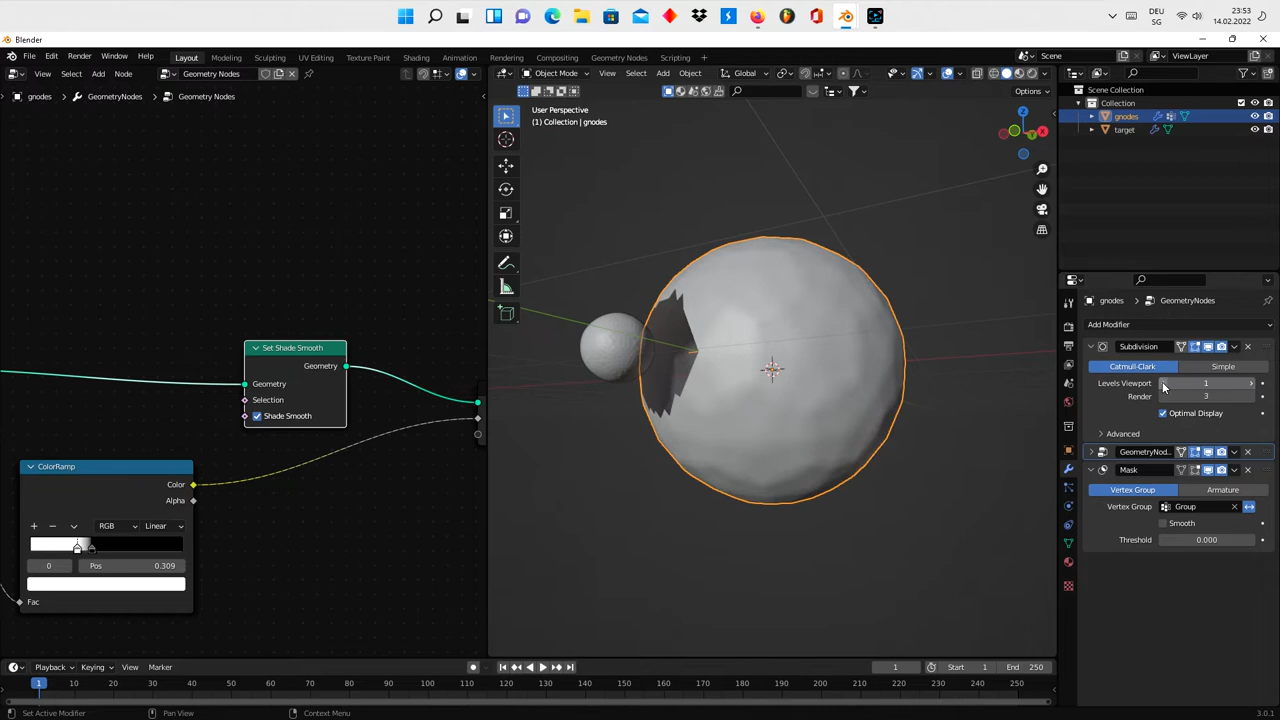 DEU 23:53
SG 14.02.2022
Blender
File Edit Render Window Help Layout Modeling Sculpting UV Editing Texture Paint Shading Animation Rendering Compositing Geometry Nodes Scripting Scene ViewLayer
View Select Add Node Geometry Nodes Object Mode View Select Add Object Global
gnodes GeometryNodes Geometry Nodes Options
User Perspective
(1) Collection | gnodes
Z
X
Y
Scene Collection
Collection
gnodes
target
gnodes GeometryNodes
Add Modifier
Subdivision
Catmull-Clark Simple
Levels Viewport 1
Render 3
Optimal Display
Advanced
GeometryNod...
Mask
Vertex Group Armature
Vertex Group Group
Smooth
Threshold 0.000
Set Shade Smooth
Geometry
Geometry
Selection
Shade Smooth
ColorRamp
Color
Alpha
RGB Linear
0 Pos 0.309
Fac
Playback Keying View Marker 1 Start 1 End 250
1 10 20 30 40 50 60 70 80 90 100 110 120 130 140 150 160 170 180 190 200 210 220 230 240 250
Set Active Modifier Pan View Context Menu 3.0.1